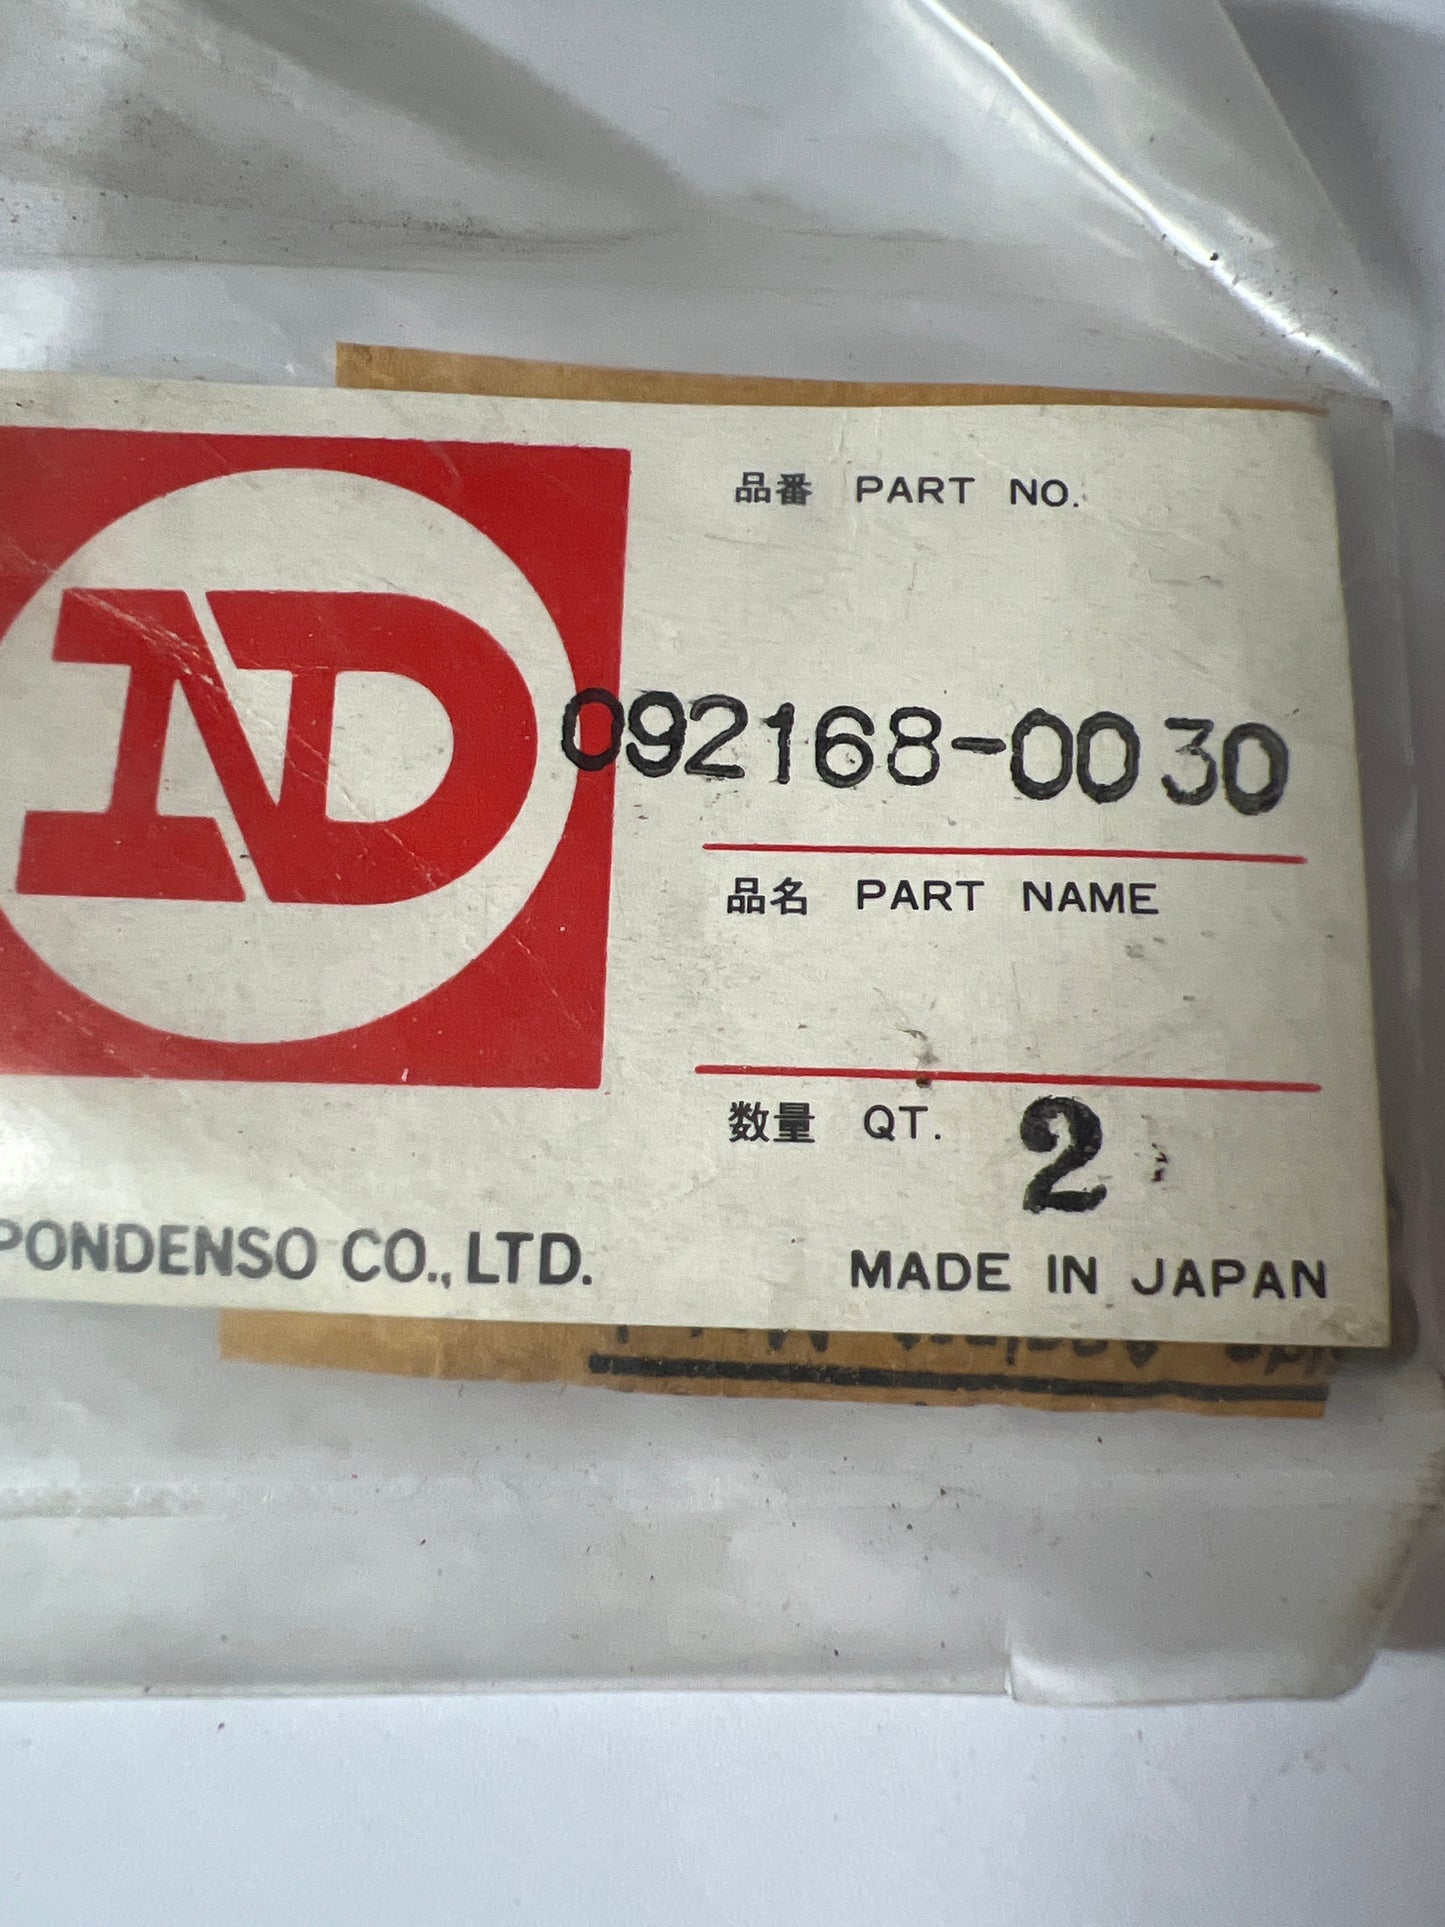 品番 PART NO.
ND
092168-0030
品名 PART NAME
数量 QT. 2
PONDENSO CO., LTD.
MADE IN JAPAN